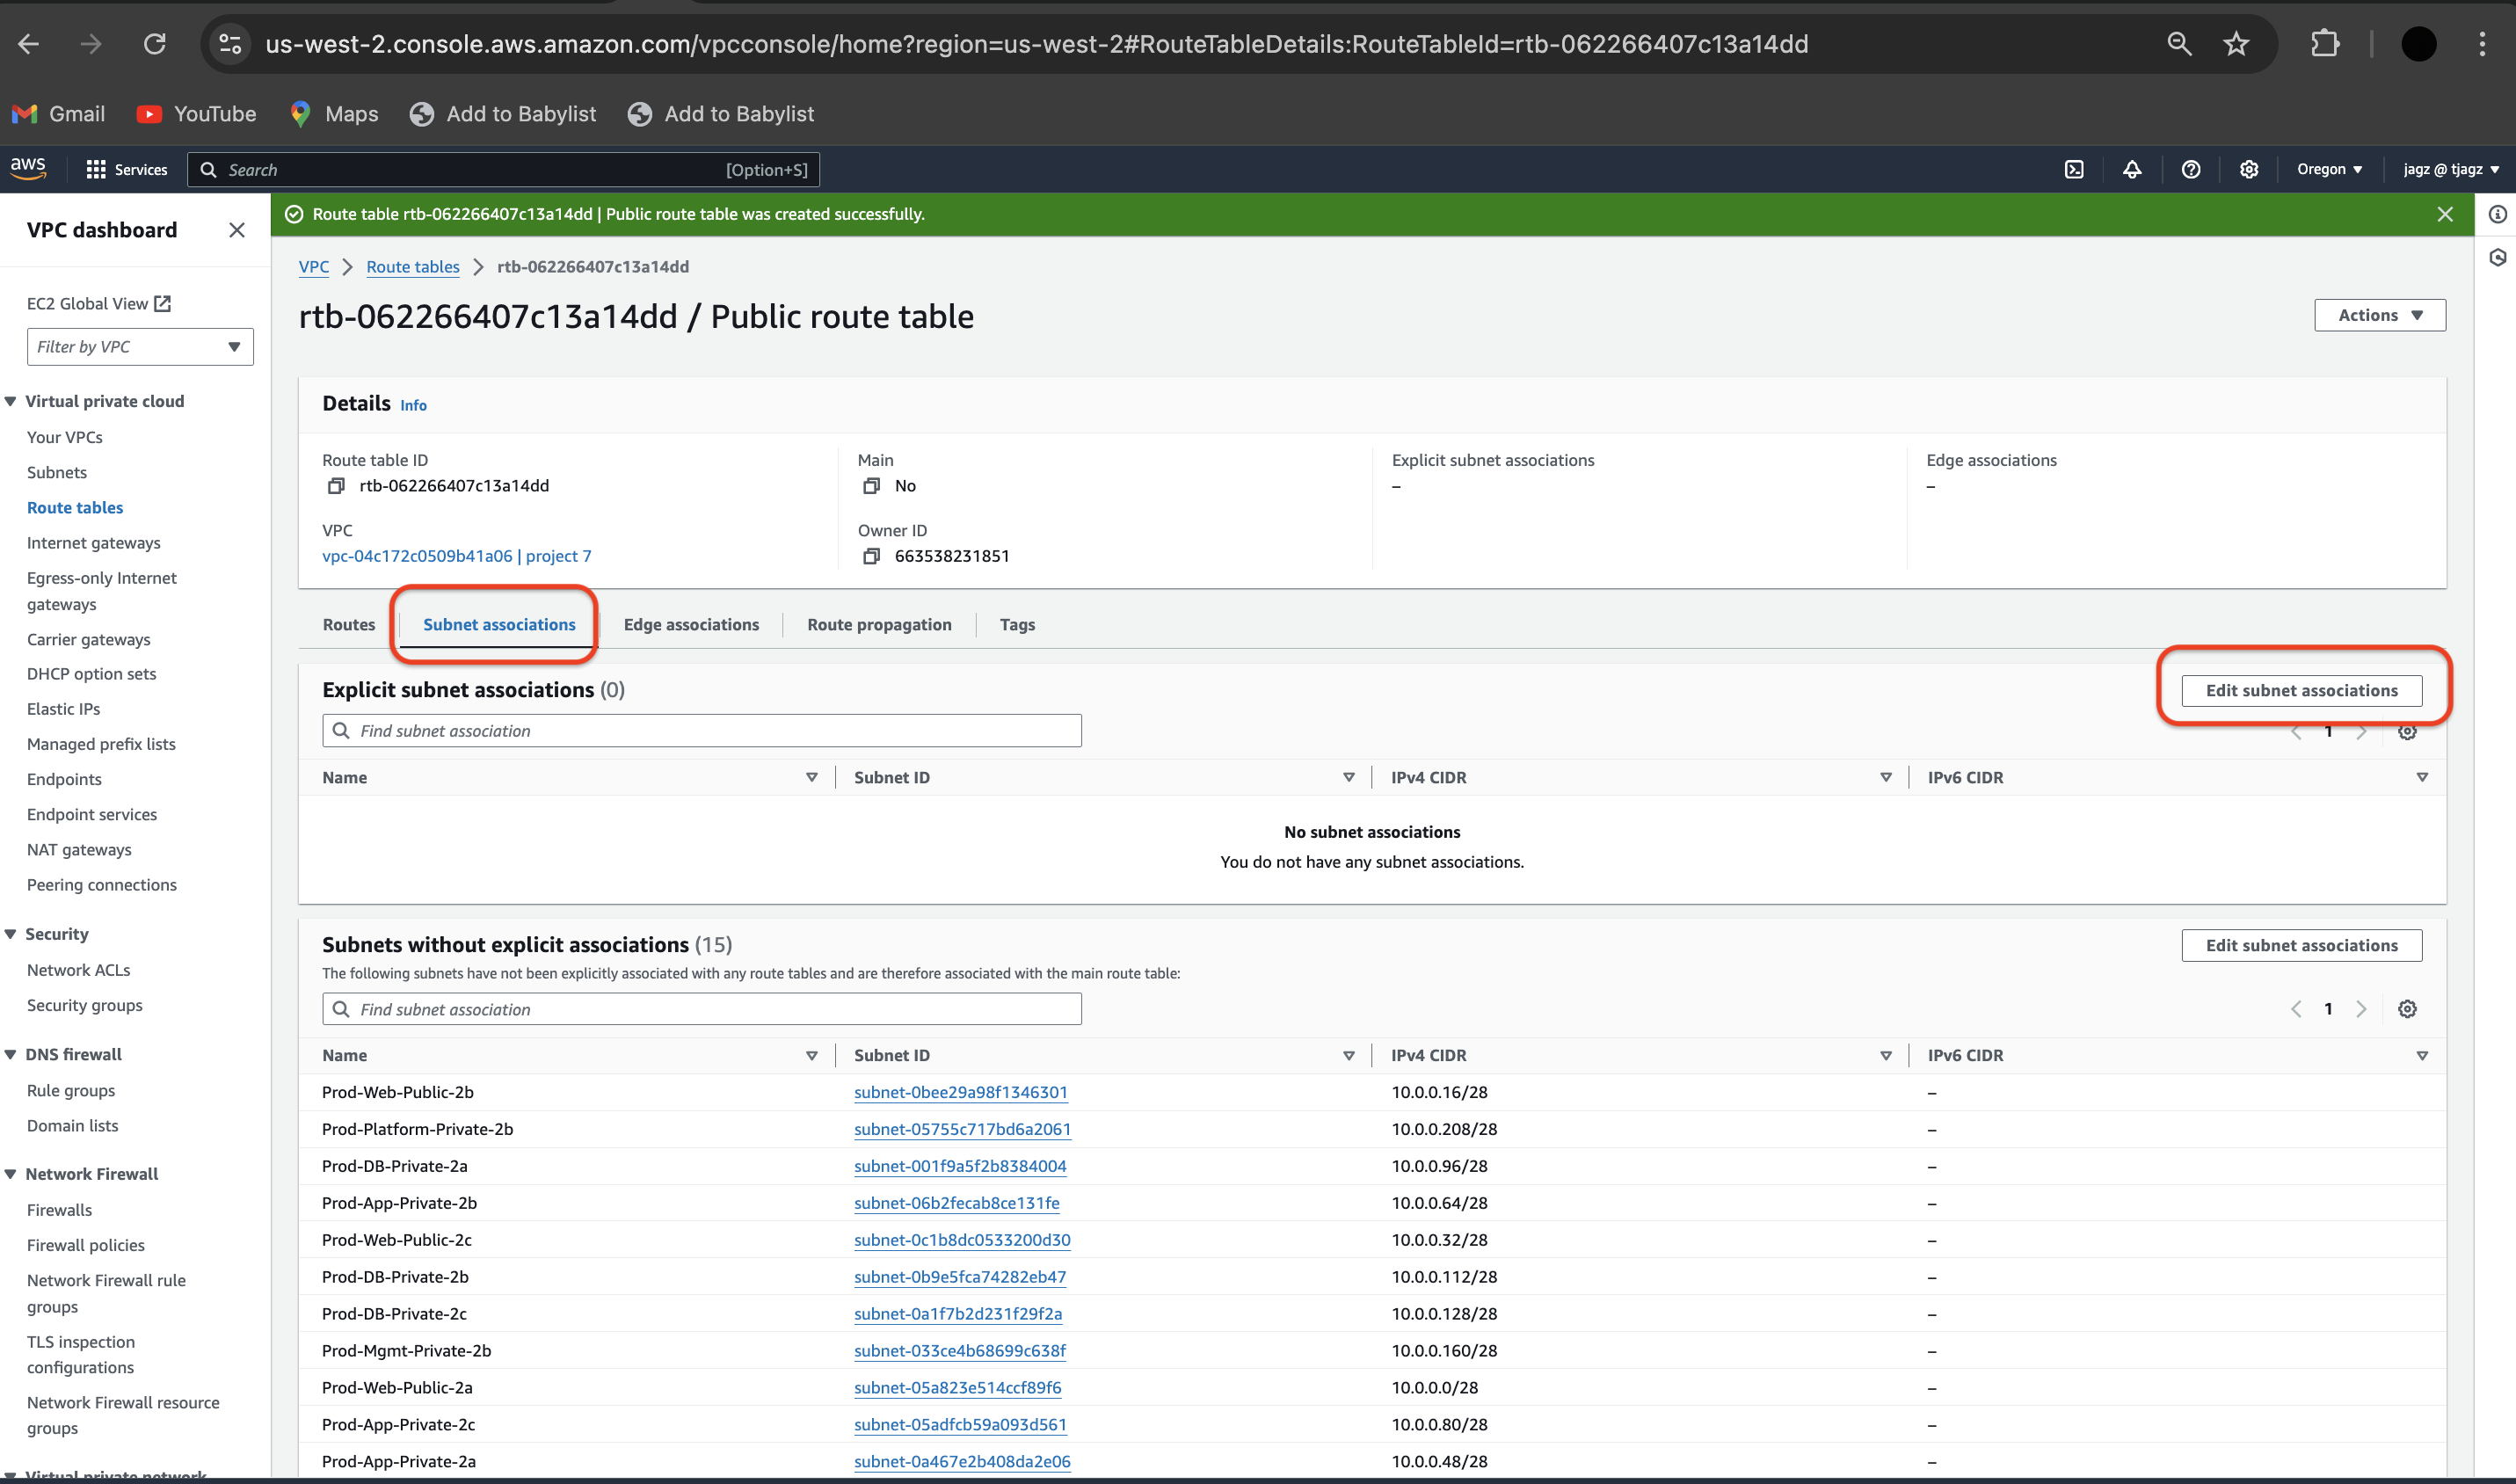 us-west-2.console.aws.amazon.com/vpcconsole/home?region=us-west-2#RouteTableDetails:RouteTableId=rtb-062266407c13a14dd
Gmail YouTube Maps Add to Babylist Add to Babylist
aws Services Search [Option+S] Oregon jagz @ tjagz
VPC dashboard
EC2 Global View
Filter by VPC
Virtual private cloud
Your VPCs
Subnets
Route tables
Internet gateways
Egress-only Internet
gateways
Carrier gateways
DHCP option sets
Elastic IPs
Managed prefix lists
Endpoints
Endpoint services
NAT gateways
Peering connections
Security
Network ACLs
Security groups
DNS firewall
Rule groups
Domain lists
Network Firewall
Firewalls
Firewall policies
Network Firewall rule
groups
TLS inspection
configurations
Network Firewall resource
groups
Virtual private network
Route table rtb-062266407c13a14dd | Public route table was created successfully.
VPC Route tables rtb-062266407c13a14dd
rtb-062266407c13a14dd / Public route table
Actions
Details Info
Route table ID Main Explicit subnet associations Edge associations
rtb-062266407c13a14dd No – –
VPC Owner ID
vpc-04c172c0509b41a06 | project 7 663538231851
Routes Subnet associations Edge associations Route propagation Tags
Explicit subnet associations (0) Edit subnet associations
Find subnet association 1
Name Subnet ID IPv4 CIDR IPv6 CIDR
No subnet associations
You do not have any subnet associations.
Subnets without explicit associations (15) Edit subnet associations
The following subnets have not been explicitly associated with any route tables and are therefore associated with the main route table:
Find subnet association 1
Name Subnet ID IPv4 CIDR IPv6 CIDR
Prod-Web-Public-2b subnet-0bee29a98f1346301 10.0.0.16/28 –
Prod-Platform-Private-2b subnet-05755c717bd6a2061 10.0.0.208/28 –
Prod-DB-Private-2a subnet-001f9a5f2b8384004 10.0.0.96/28 –
Prod-App-Private-2b subnet-06b2fecab8ce131fe 10.0.0.64/28 –
Prod-Web-Public-2c subnet-0c1b8dc0533200d30 10.0.0.32/28 –
Prod-DB-Private-2b subnet-0b9e5fca74282eb47 10.0.0.112/28 –
Prod-DB-Private-2c subnet-0a1f7b2d231f29f2a 10.0.0.128/28 –
Prod-Mgmt-Private-2b subnet-033ce4b68699c638f 10.0.0.160/28 –
Prod-Web-Public-2a subnet-05a823e514ccf89f6 10.0.0.0/28 –
Prod-App-Private-2c subnet-05adfcb59a093d561 10.0.0.80/28 –
Prod-App-Private-2a subnet-0a467e2b408da2e06 10.0.0.48/28 –